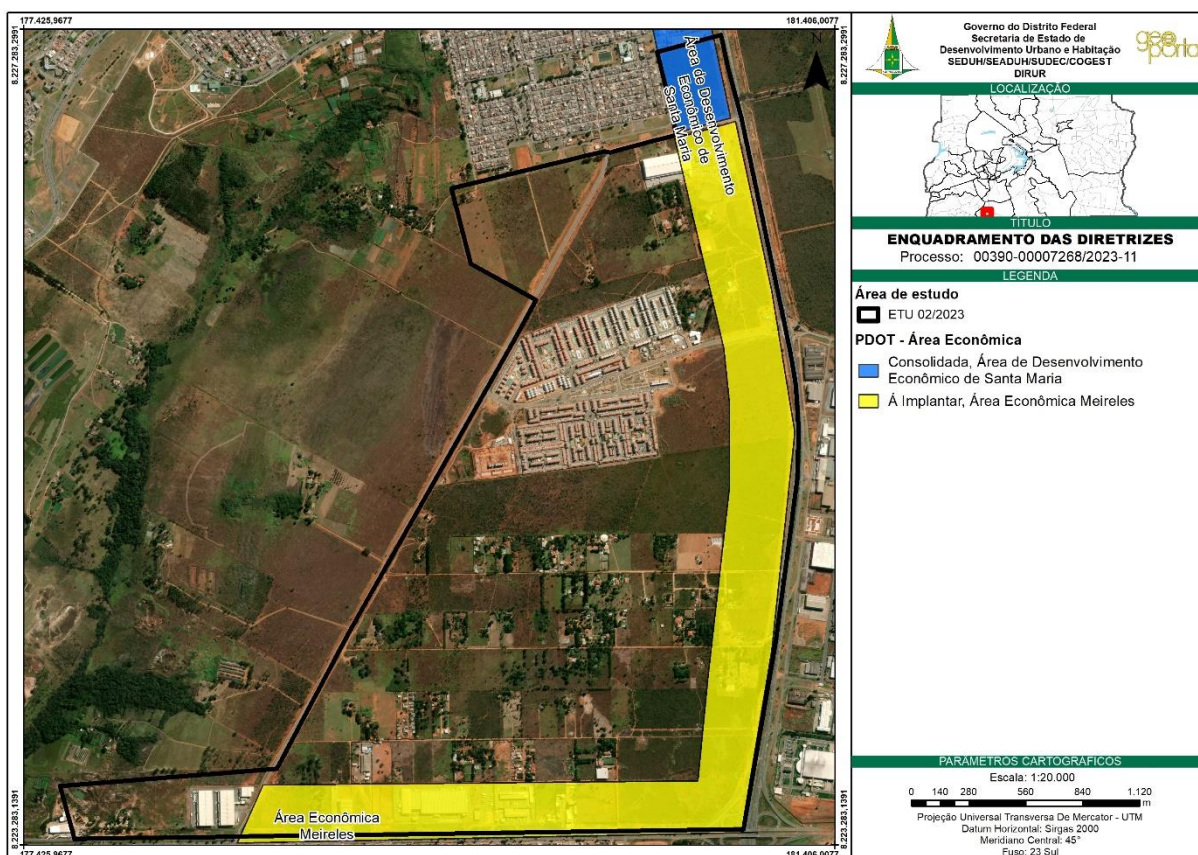 177.425,9677
181.406,0077
8.227.283,2991
8.227.283,2991
N
Área de Desenvolvimento
Econômico de
Santa Maria
Área Econômica
Meireles
8.223.283,1391
8.223.283,1391
177.425,9677
181.406,0077
Governo do Distrito Federal
Secretaria de Estado de
Desenvolvimento Urbano e Habitação
SEDUH/SEADUH/SUDEC/COGEST
DIRUR
geoportal
LOCALIZAÇÃO
TÍTULO
ENQUADRAMENTO DAS DIRETRIZES
Processo: 00390-00007268/2023-11
LEGENDA
Área de estudo
ETU 02/2023
PDOT - Área Econômica
Consolidada, Área de Desenvolvimento
Econômico de Santa Maria
Á Implantar, Área Econômica Meireles
PARÂMETROS CARTOGRÁFICOS
Escala: 1:20.000
0 140 280 560 840 1.120
m
Projeção Universal Transversa De Mercator - UTM
Datum Horizontal: Sirgas 2000
Meridiano Central: 45°
Fuso: 23 Sul